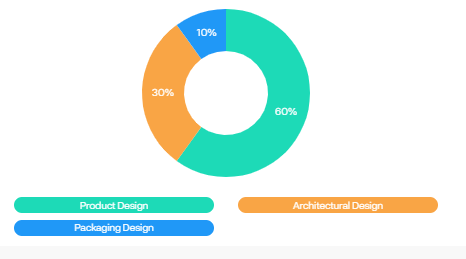 10%
30%
60%
Product Design
Architectural Design
Packaging Design